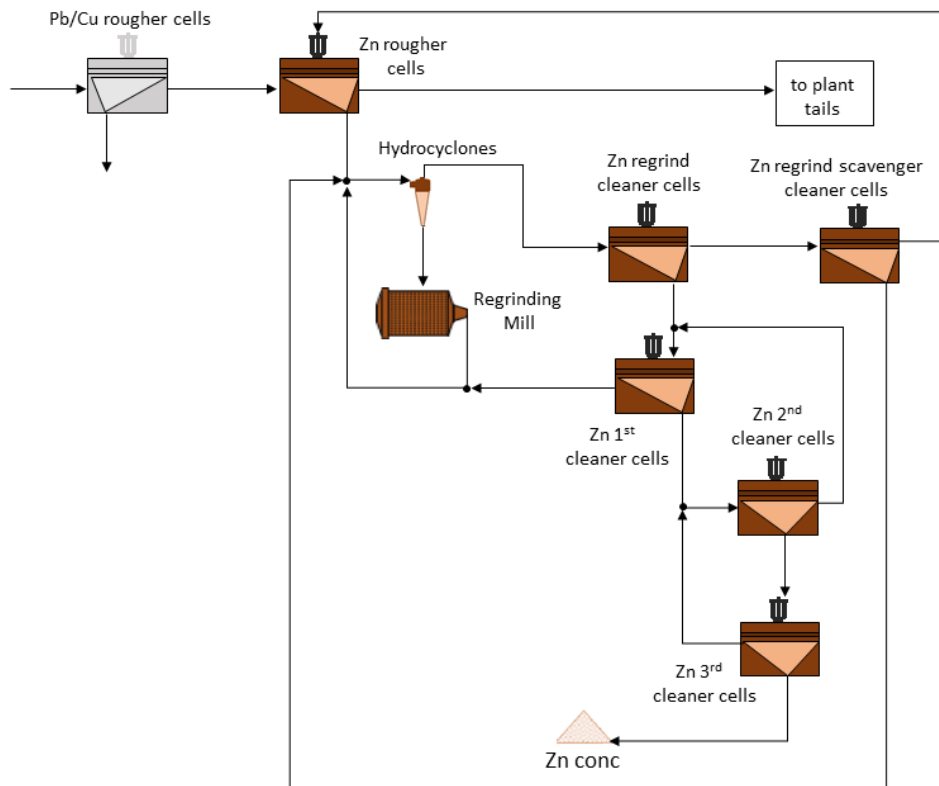 Pb/Cu rougher cells
Zn rougher
cells
to plant
tails
Hydrocyclones
Zn regrind
cleaner cells
Zn regrind scavenger
cleaner cells
Regrinding
Mill
Zn 1st
cleaner cells
Zn 2nd
cleaner cells
Zn 3rd
cleaner cells
Zn conc